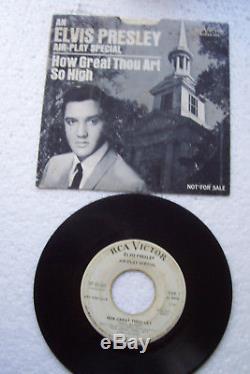 AN
ELVIS PRESLEY
AIR-PLAY SPECIAL
How Great Thou Art
So High
NOT FOR SALE
RCA VICTOR
ELVIS PRESLEY
AIR-PLAY SPECIAL
HOW GREAT THOU ART